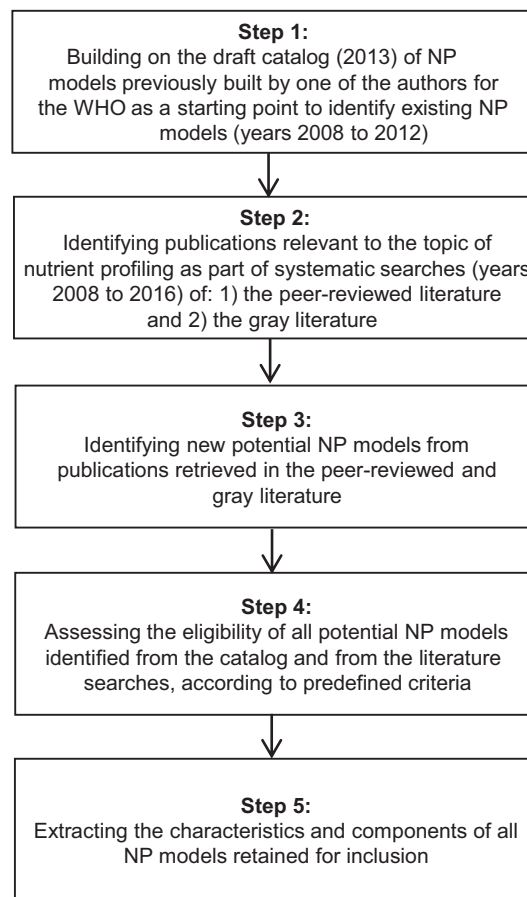 Step 1:
Building on the draft catalog (2013) of NP
models previously built by one of the authors for
the WHO as a starting point to identify existing NP
models (years 2008 to 2012)
Step 2:
Identifying publications relevant to the topic of
nutrient profiling as part of systematic searches (years
2008 to 2016) of: 1) the peer-reviewed literature
and 2) the gray literature
Step 3:
Identifying new potential NP models from
publications retrieved in the peer-reviewed and
gray literature
Step 4:
Assessing the eligibility of all potential NP models
identified from the catalog and from the literature
searches, according to predefined criteria
Step 5:
Extracting the characteristics and components of all
NP models retained for inclusion